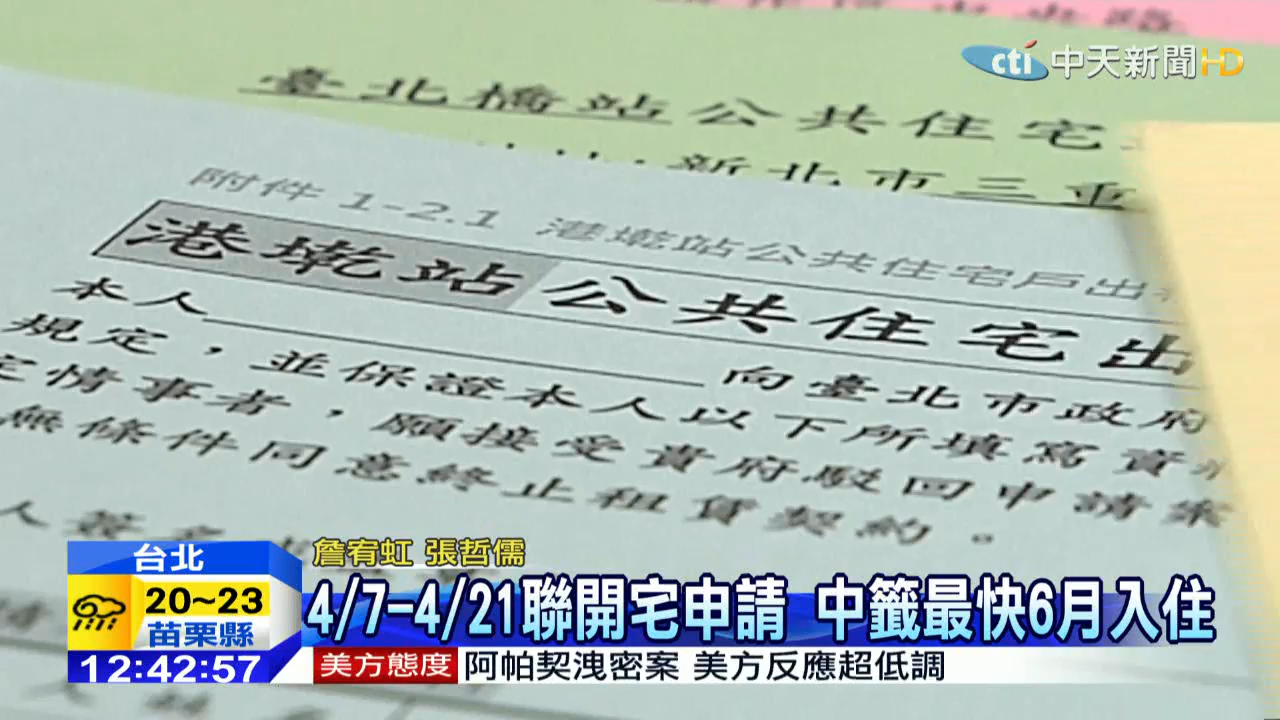 cti 中天新聞HD
臺北橋站公共住宅
新北市三重
附件 1-2.1 港墘站公共住宅戶出
港墘站公共住宅出
本人 向臺北市政府
規定，並保證本人以下所填寫資
定情事者，願接受貴府駁回申請案
無條件同意終止租賃契約。
人簽
台北
20~23
苗栗縣
12:42:57
詹宥虹 張哲儒
4/7-4/21聯開宅申請 中籤最快6月入住
美方態度 阿帕契洩密案 美方反應超低調